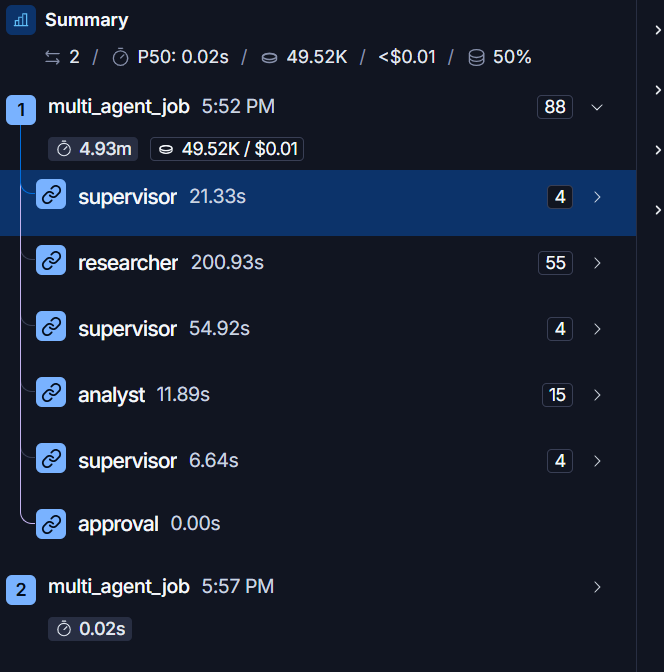 Summary
2 / P50: 0.02s / 49.52K / <$0.01 / 50%
1 multi_agent_job 5:52 PM 88
4.93m 49.52K / $0.01
supervisor 21.33s 4
researcher 200.93s 55
supervisor 54.92s 4
analyst 11.89s 15
supervisor 6.64s 4
approval 0.00s
2 multi_agent_job 5:57 PM
0.02s